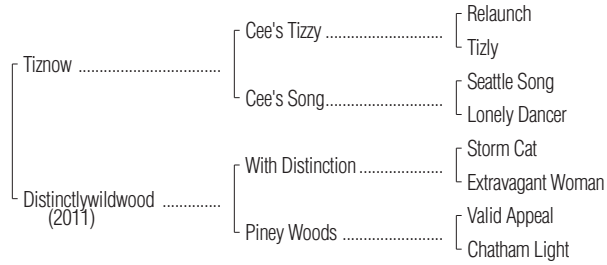 Relaunch
Cee's Tizzy ........................
Tizly
Tiznow .............................
Seattle Song
Cee's Song........................
Lonely Dancer
Storm Cat
With Distinction .................
Extravagant Woman
Distinctlywildwood ............
(2011)
Valid Appeal
Piney Woods ....................
Chatham Light